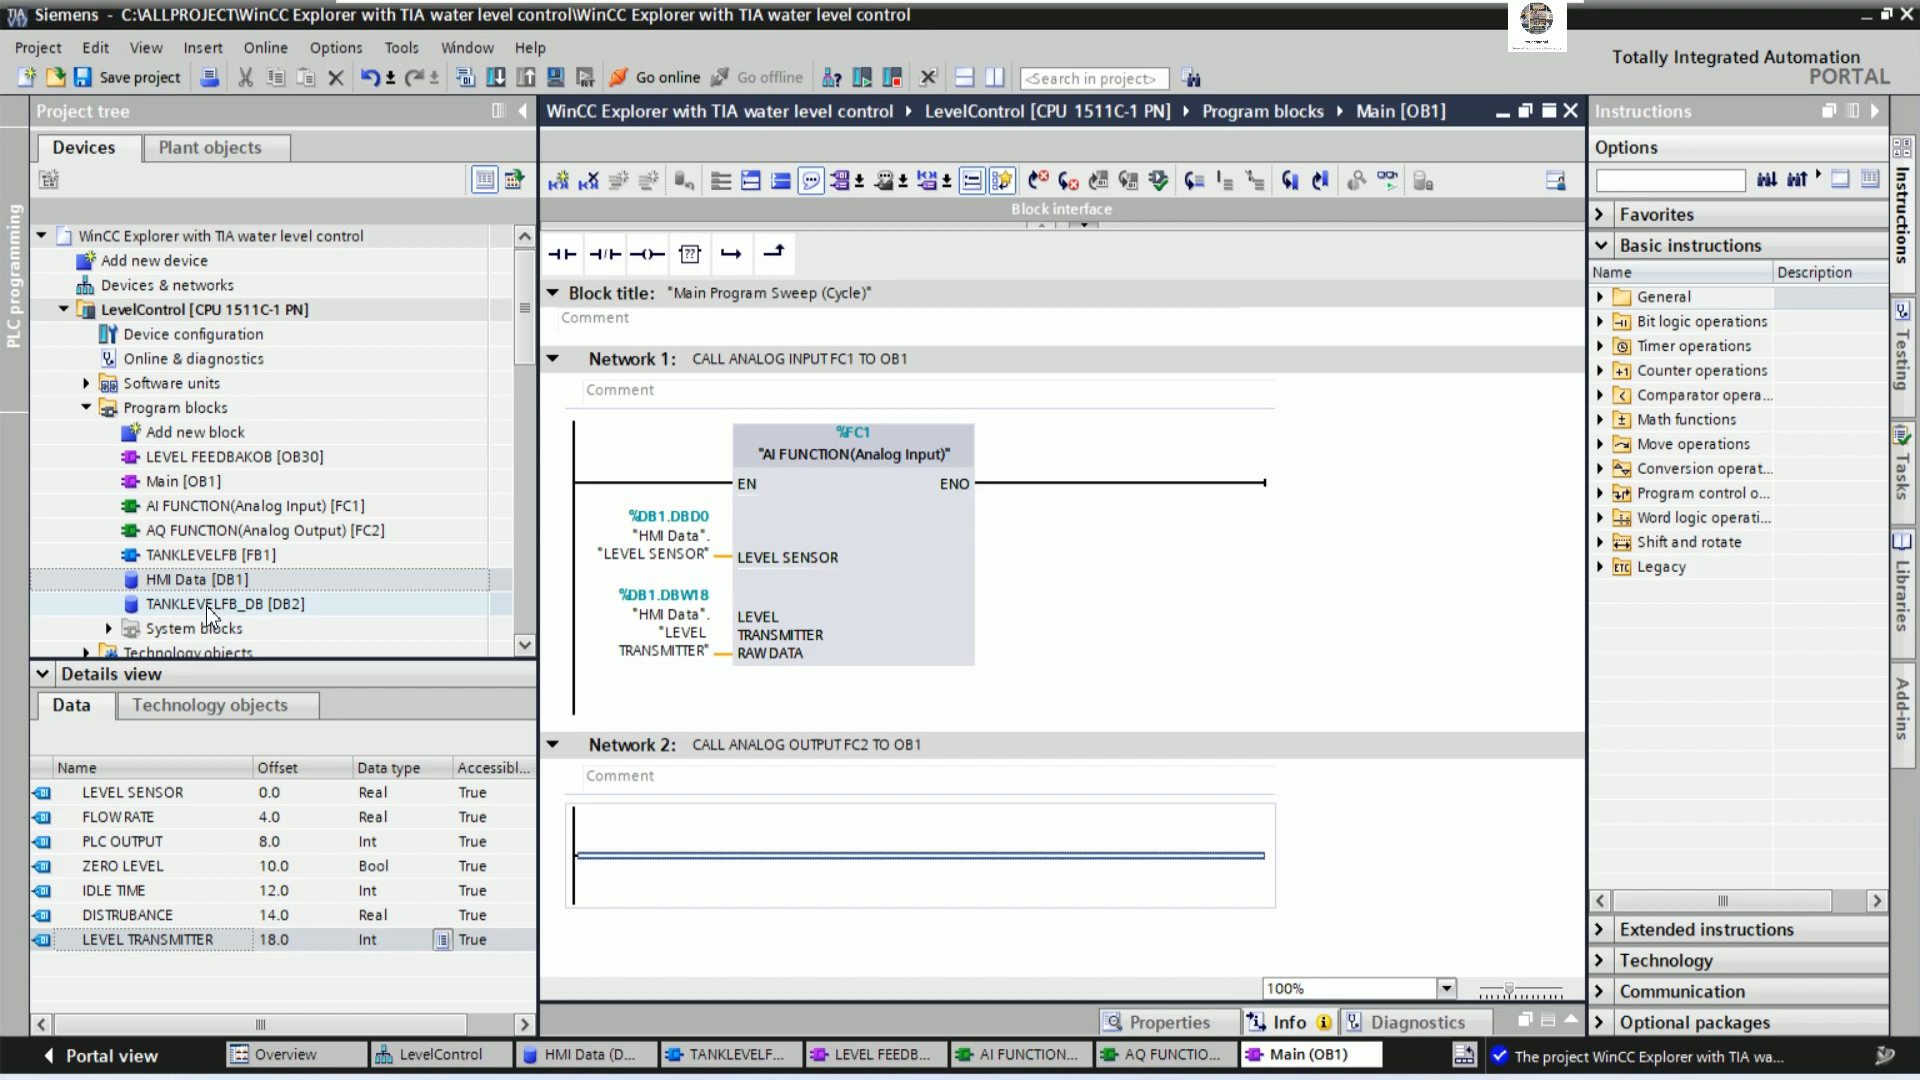 Siemens - C:\ALLPROJECT\WinCC Explorer with TIA water level control\WinCC Explorer with TIA water level control
Project Edit View Insert Online Options Tools Window Help
Totally Integrated Automation
PORTAL
Save project
Go online
Go offline
<Search in project>
Project tree
WinCC Explorer with TIA water level control
LevelControl [CPU 1511C-1 PN]
Program blocks
Main [OB1]
Instructions
Devices
Plant objects
Options
Block interface
PLC programming
WinCC Explorer with TIA water level control
Add new device
Devices & networks
LevelControl [CPU 1511C-1 PN]
Device configuration
Online & diagnostics
Software units
Program blocks
Add new block
LEVEL FEEDBAKOB [OB30]
Main [OB1]
AI FUNCTION(Analog Input) [FC1]
AQ FUNCTION(Analog Output) [FC2]
TANKLEVELFB [FB1]
HMI Data [DB1]
TANKLEVELFB_DB [DB2]
System blocks
Technology objects
Details view
Data
Technology objects
Name Offset Data type Accessibl...
LEVEL SENSOR 0.0 Real True
FLOW RATE 4.0 Real True
PLC OUTPUT 8.0 Int True
ZERO LEVEL 10.0 Bool True
IDLE TIME 12.0 Int True
DISTRUBANCE 14.0 Real True
LEVEL TRANSMITTER 18.0 Int True
??
Block title: "Main Program Sweep (Cycle)"
Comment
Network 1: CALL ANALOG INPUT FC1 TO OB1
Comment
%FC1
"AI FUNCTION(Analog Input)"
EN
ENO
%DB1.DBD0
"HMI Data".
"LEVEL SENSOR"
LEVEL SENSOR
%DB1.DBW18
"HMI Data".
"LEVEL
TRANSMITTER"
LEVEL
TRANSMITTER
RAW DATA
Network 2: CALL ANALOG OUTPUT FC2 TO OB1
Comment
100%
Properties
Info
Diagnostics
Favorites
Basic instructions
Name Description
General
Bit logic operations
Timer operations
Counter operations
Comparator opera...
Math functions
Move operations
Conversion operat...
Program control o...
Word logic operati...
Shift and rotate
Legacy
Extended instructions
Technology
Communication
Optional packages
Instructions
Testing
Tasks
Libraries
Add-ins
Portal view
Overview
LevelControl
HMI Data (D...
TANKLEVELF...
LEVEL FEEDB...
AI FUNCTION...
AQ FUNCTIO...
Main (OB1)
The project WinCC Explorer with TIA wa...